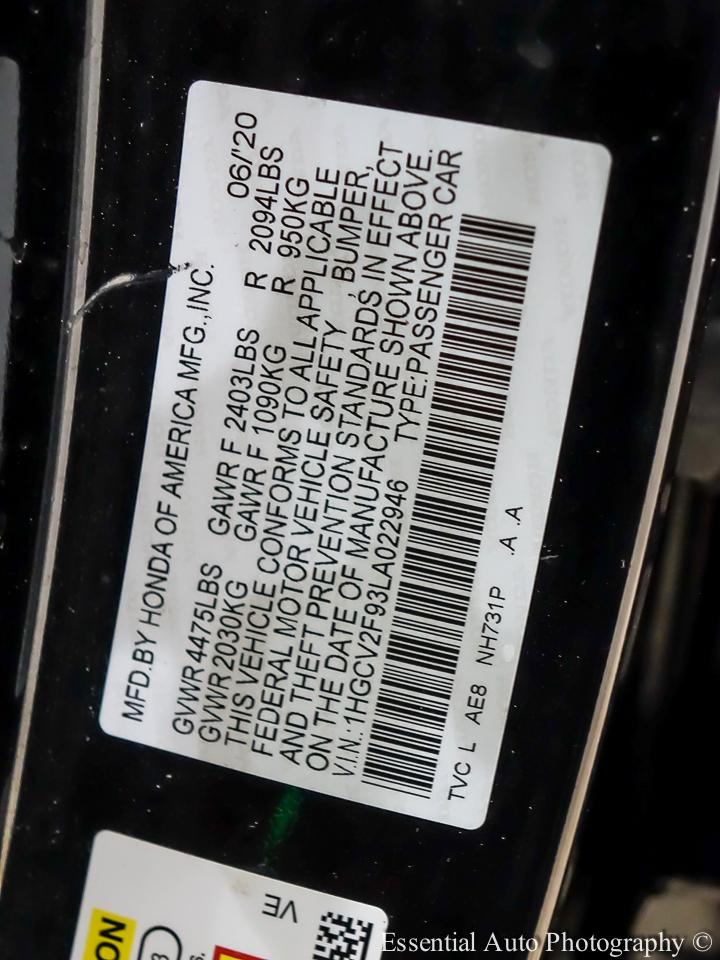 MFD.BY HONDA OF AMERICA MFG.,INC. 06/'20
GVWR 4475LBS GAWR F 2403LBS R 2094LBS
GVWR 2030KG GAWR F 1090KG R 950KG
THIS VEHICLE CONFORMS TO ALL APPLICABLE
FEDERAL MOTOR VEHICLE SAFETY , BUMPER,
AND THEFT PREVENTION STANDARDS IN EFFECT
ON THE DATE OF MANUFACTURE SHOWN ABOVE.
V.I.N.:1HGCV2F93LA022946 TYPE:PASSENGER CAR
TVC L AE8 NH731P .A .A
VE
ON
3
s.
Essential Auto Photography ©